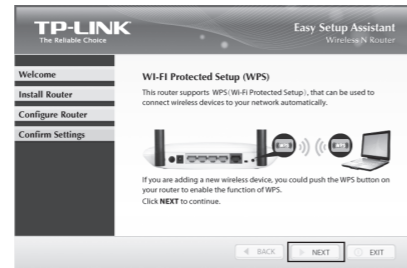 TP-LINK
The Reliable Choice
Easy Setup Assistant
Wireless N Router
Welcome
Install Router
Configure Router
Confirm Settings
WI-FI Protected Setup (WPS)
This router supports WPS(Wi-Fi Protected Setup), that can be used to
connect wireless devices to your network automatically.
If you are adding a new wireless device, you could push the WPS button on
your router to enable the function of WPS.
Click NEXT to continue.
BACK
NEXT
EXIT